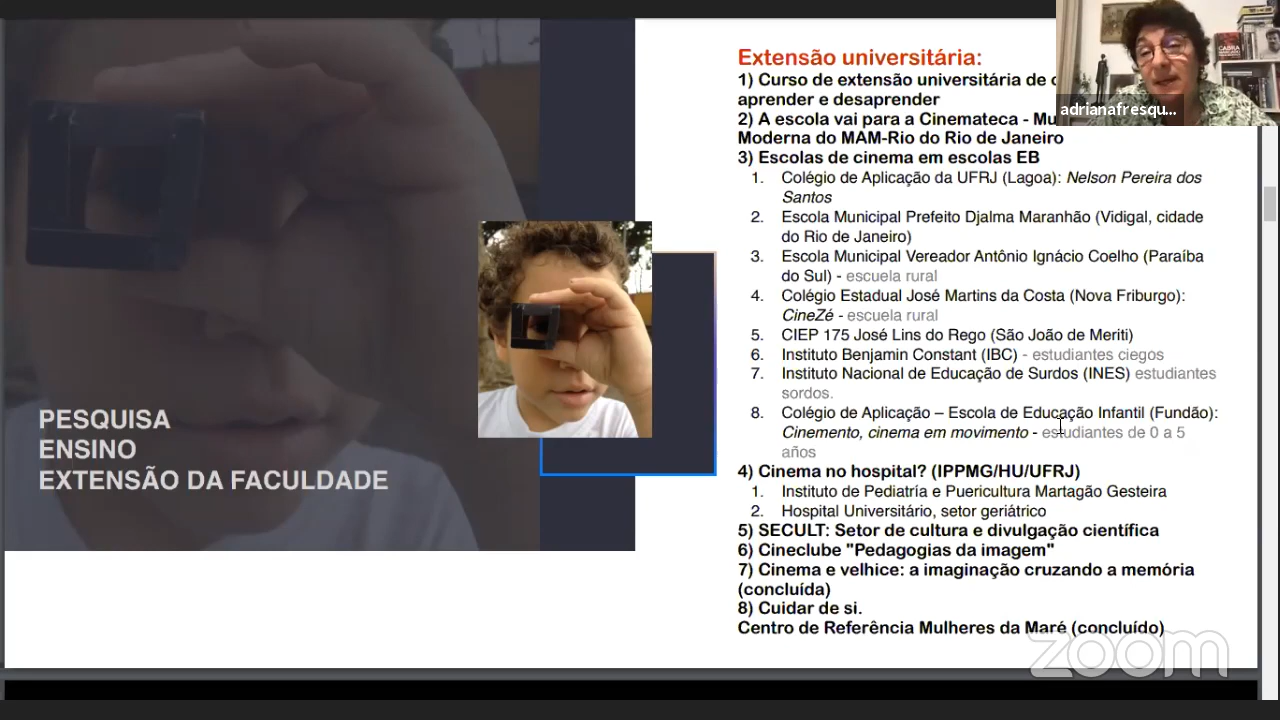 Extensão universitária:
1) Curso de extensão universitária de
aprender e desaprender
2) A escola vai para a Cinemateca -
Moderna do MAM-Rio do Rio de Janeiro
3) Escolas de cinema em escolas EB
1. Colégio de Aplicação da UFRJ (Lagoa): Nelson Pereira dos
Santos
2. Escola Municipal Prefeito Djalma Maranhão (Vidigal, cidade
do Rio de Janeiro)
3. Escola Municipal Vereador Antônio Ignácio Coelho (Paraíba
do Sul) - escuela rural
4. Colégio Estadual José Martins da Costa (Nova Friburgo):
CineZé - escuela rural
5. CIEP 175 José Lins do Rego (São João de Meriti)
6. Instituto Benjamin Constant (IBC) - estudiantes ciegos
7. Instituto Nacional de Educação de Surdos (INES) estudiantes
sordos.
8. Colégio de Aplicação – Escola de Educação Infantil (Fundão):
Cinemento, cinema em movimento - estudiantes de 0 a 5
años
4) Cinema no hospital? (IPPMG/HU/UFRJ)
1. Instituto de Pediatría e Puericultura Martagão Gesteira
2. Hospital Universitário, setor geriátrico
5) SECULT: Setor de cultura e divulgação científica
6) Cineclube "Pedagogias da imagem"
7) Cinema e velhice: a imaginação cruzando a memória
(concluída)
8) Cuidar de si.
Centro de Referência Mulheres da Maré (concluído)
PESQUISA
ENSINO
EXTENSÃO DA FACULDADE
adrianafresqu...
CABRA
zoom